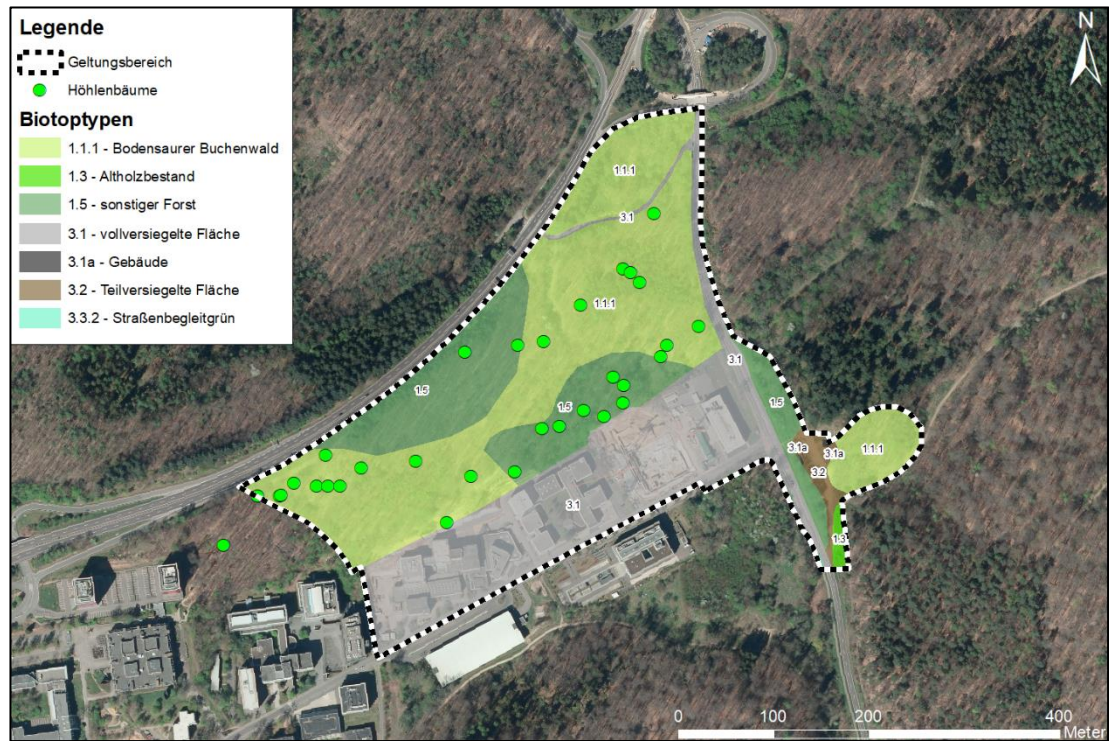 Legende
Geltungsbereich
Höhlenbäume
Biotoptypen
1.1.1 - Bodensaurer Buchenwald
1.3 - Altholzbestand
1.5 - sonstiger Forst
3.1 - vollversiegelte Fläche
3.1a - Gebäude
3.2 - Teilversiegelte Fläche
3.3.2 - Straßenbegleitgrün
N
1.1.1
3.1
1.1.1
3.1
1.5
1.5
1.5
3.1a
3.1a
1.1.1
3.2
3.1
1.3
0 100 200 400
Meter